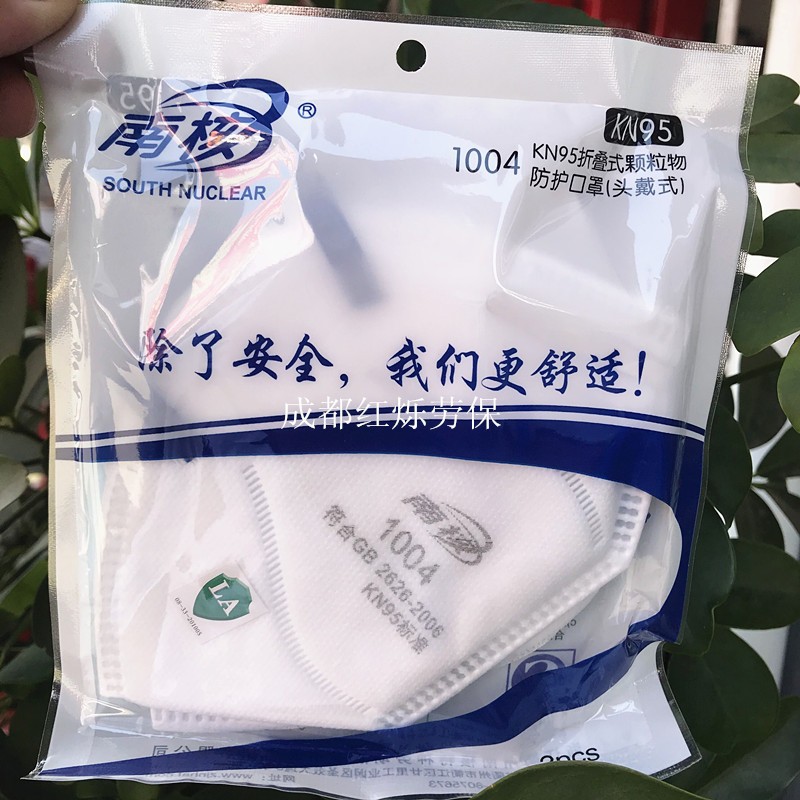 南核®
SOUTH NUCLEAR
KN95
1004
KN95折叠式颗粒物
防护口罩(头戴式)
除了安全，我们更舒适！
成都红烁劳保
南核
1004
符合GB 2626-2006
KN95标准
LA
2pcs